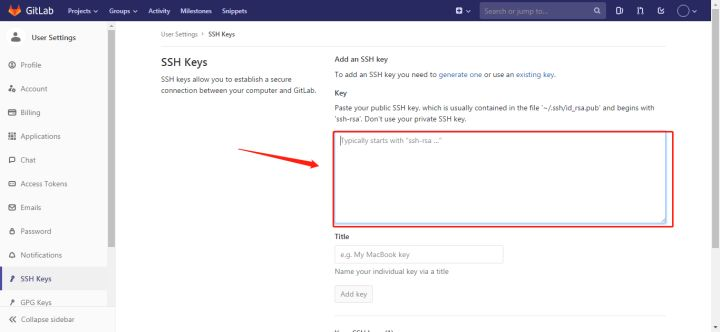 GitLab
Projects
Groups
Activity
Milestones
Snippets
Search or jump to...
User Settings
Profile
Account
Billing
Applications
Chat
Access Tokens
Emails
Password
Notifications
SSH Keys
GPG Keys
Collapse sidebar
User Settings › SSH Keys
SSH Keys
SSH keys allow you to establish a secure
connection between your computer and GitLab.
Add an SSH key
To add an SSH key you need to generate one or use an existing key.
Key
Paste your public SSH key, which is usually contained in the file '~/.ssh/id_rsa.pub' and begins with
'ssh-rsa'. Don't use your private SSH key.
Typically starts with "ssh-rsa ..."
Title
e.g. My MacBook key
Name your individual key via a title
Add key